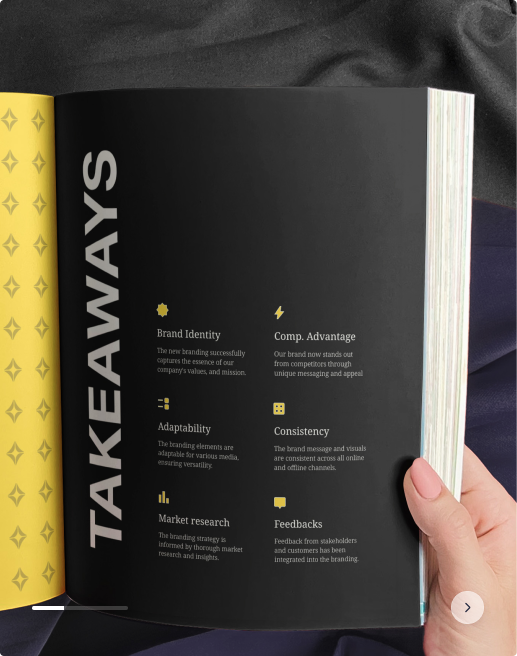 TAKEAWAYS
Brand Identity
The new branding successfully
captures the essence of our
company's values, and mission.
Comp. Advantage
Our brand now stands out
from competitors through
unique messaging and appeal
Adaptability
The branding elements are
adaptable for various media,
ensuring versatility.
Consistency
The brand message and visuals
are consistent across all online
and offline channels.
Market research
The branding strategy is
informed by thorough market
research and insights.
Feedbacks
Feedback from stakeholders
and customers has been
integrated into the branding.